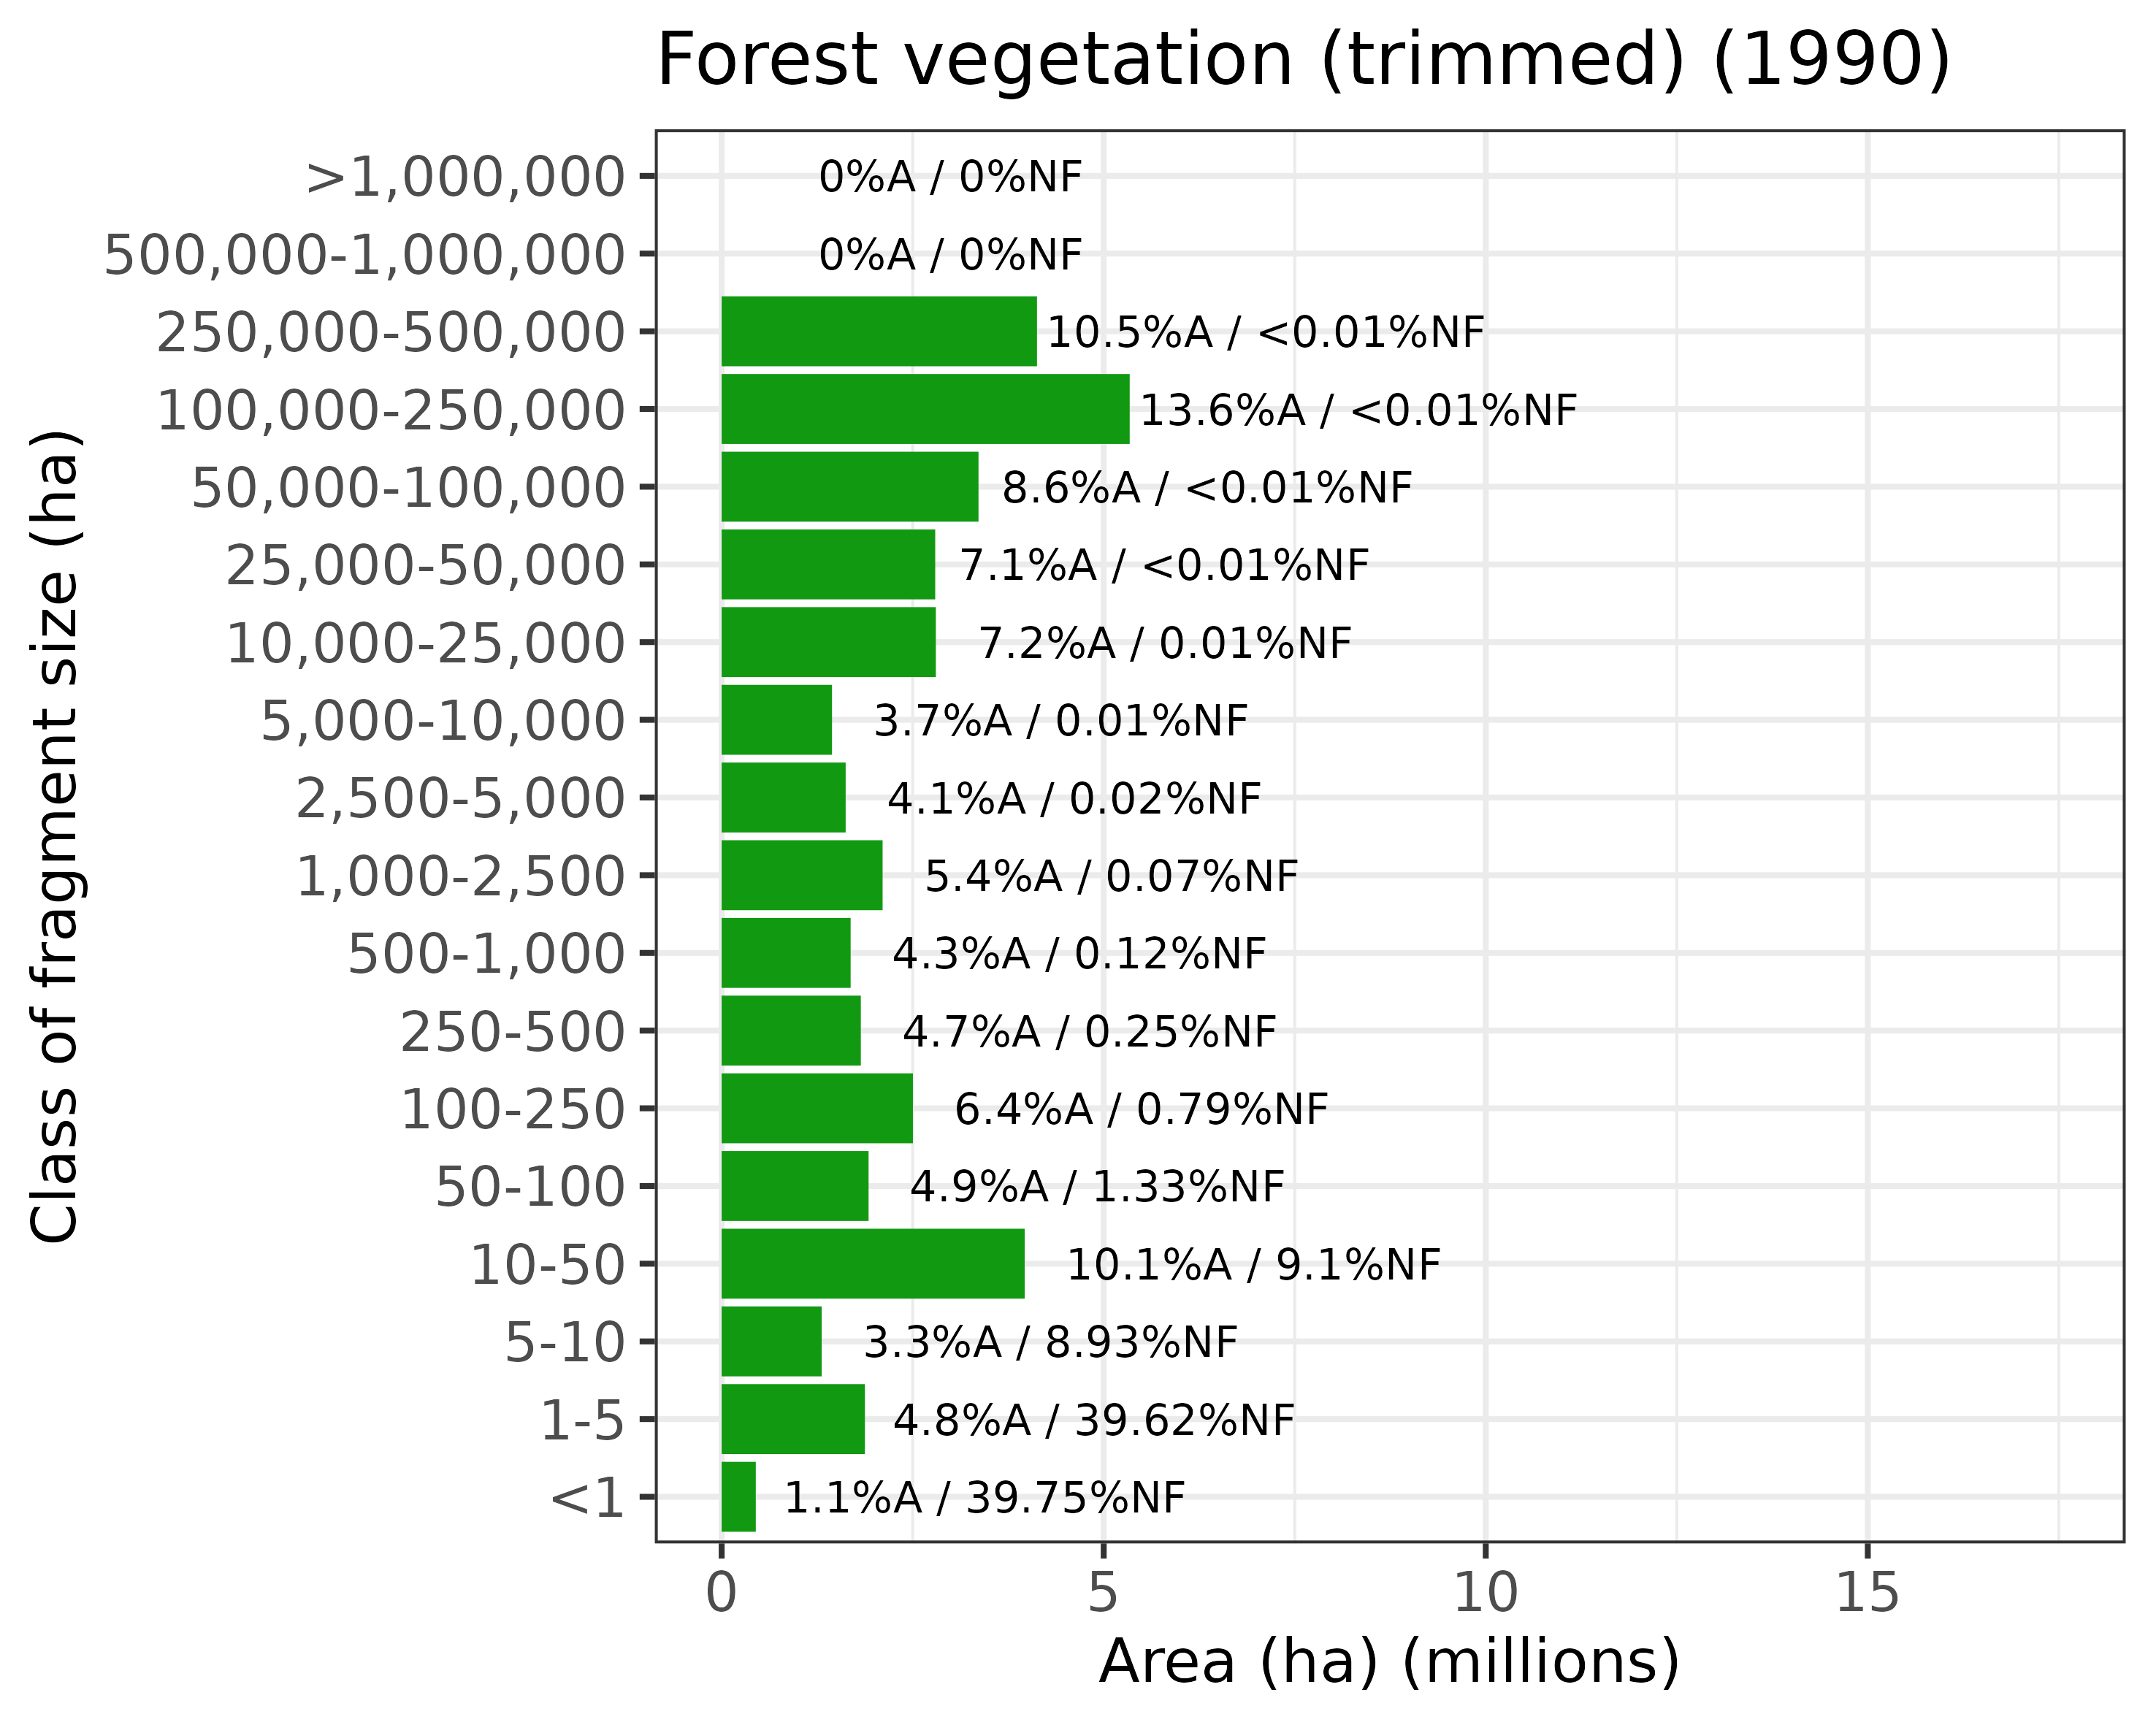 Forest vegetation (trimmed) (1990)
Class of fragment size (ha)
>1,000,000 0%A / 0%NF
500,000-1,000,000 0%A / 0%NF
250,000-500,000 10.5%A / <0.01%NF
100,000-250,000 13.6%A / <0.01%NF
50,000-100,000 8.6%A / <0.01%NF
25,000-50,000 7.1%A / <0.01%NF
10,000-25,000 7.2%A / 0.01%NF
5,000-10,000 3.7%A / 0.01%NF
2,500-5,000 4.1%A / 0.02%NF
1,000-2,500 5.4%A / 0.07%NF
500-1,000 4.3%A / 0.12%NF
250-500 4.7%A / 0.25%NF
100-250 6.4%A / 0.79%NF
50-100 4.9%A / 1.33%NF
10-50 10.1%A / 9.1%NF
5-10 3.3%A / 8.93%NF
1-5 4.8%A / 39.62%NF
<1 1.1%A / 39.75%NF
0 5 10 15
Area (ha) (millions)